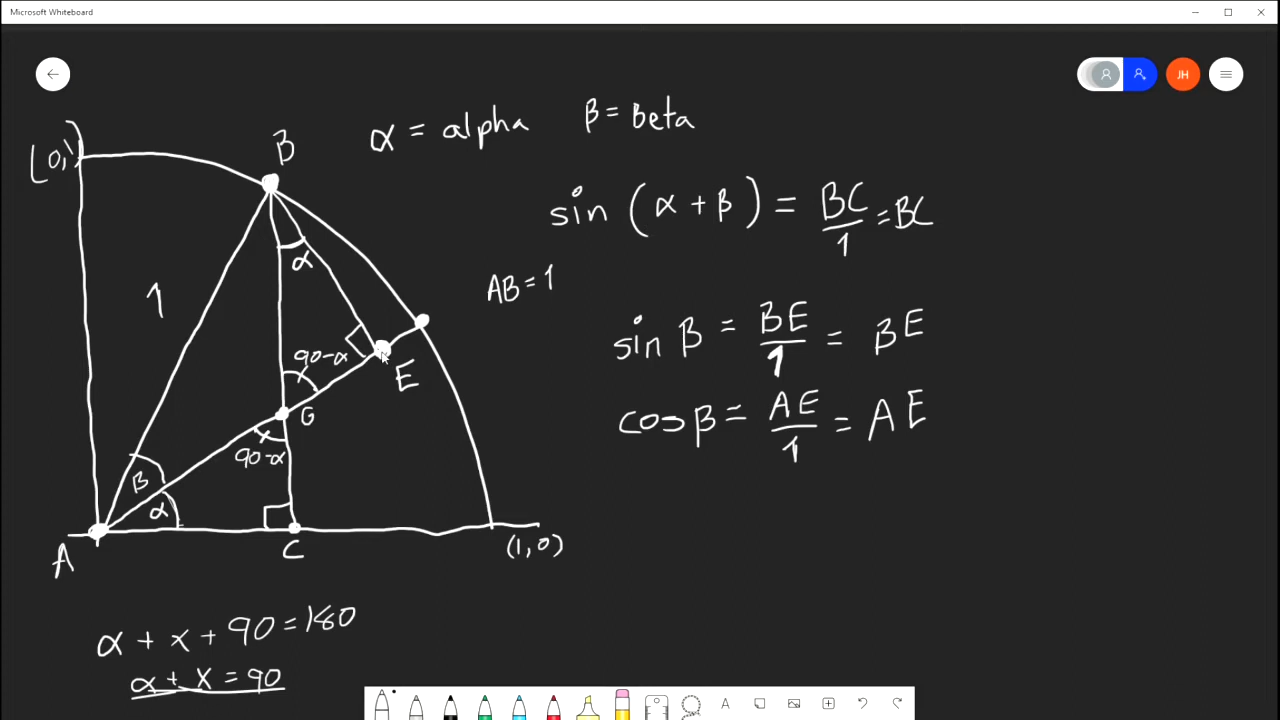 Microsoft Whiteboard
JH
α = alpha β = Beta
(0,1
B
sin (α + β) = BC/1 = BC
α
1
AB = 1
sin β = BE/1 = BE
90-α
x
E
cos β = AE/1 = AE
G
x
90-α
β
α
A
C
(1,0)
α + x + 90 = 180
α + x = 90
A